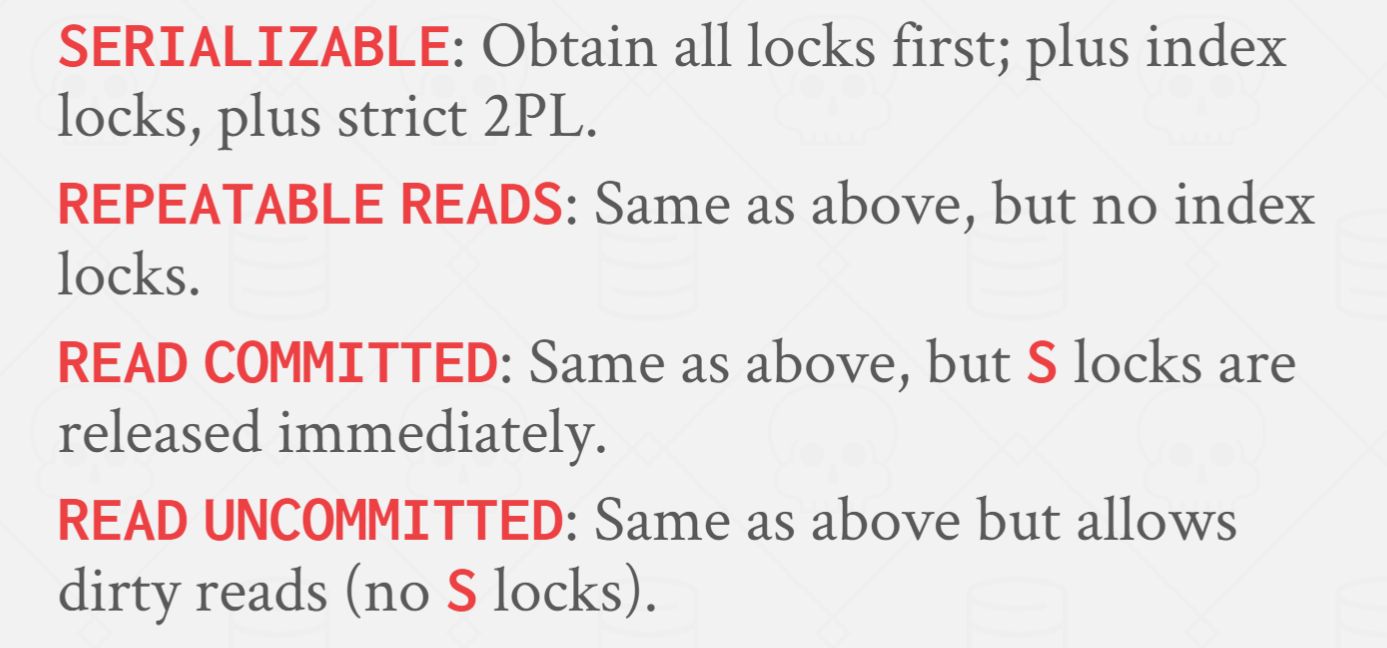 SERIALIZABLE: Obtain all locks first; plus index
locks, plus strict 2PL.
REPEATABLE READS: Same as above, but no index
locks.
READ COMMITTED: Same as above, but S locks are
released immediately.
READ UNCOMMITTED: Same as above but allows
dirty reads (no S locks).